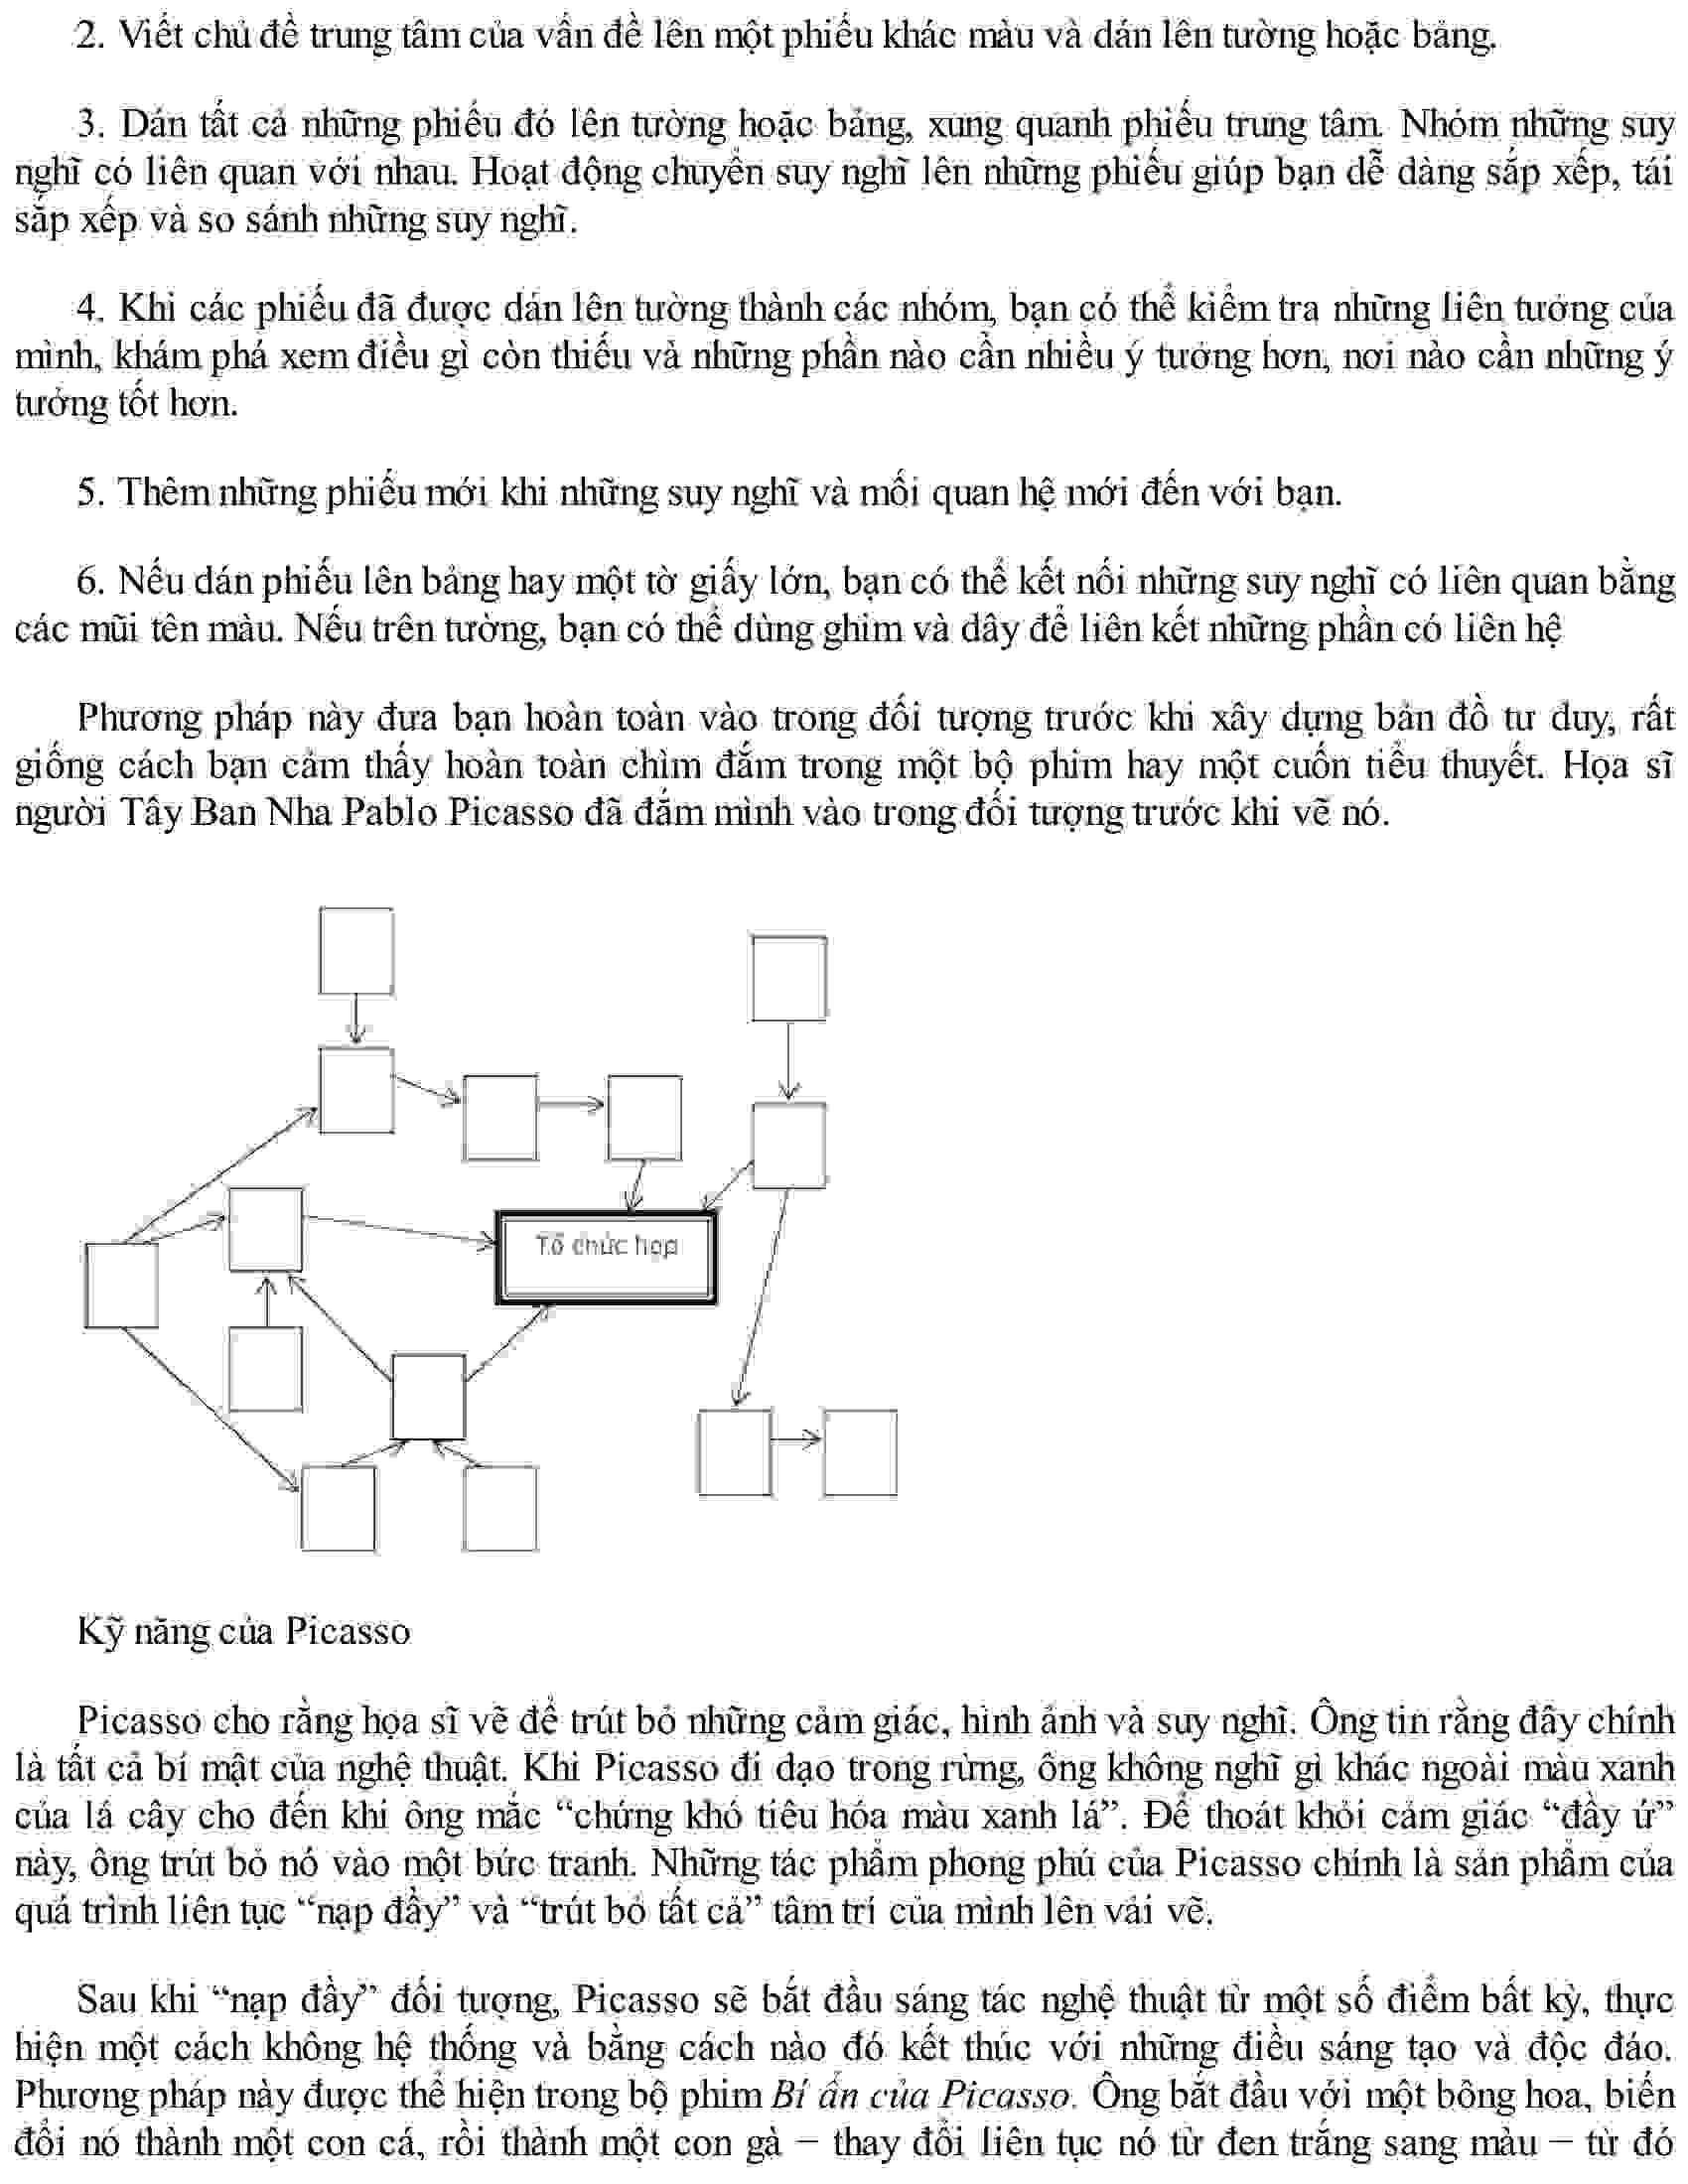 2. Viết chủ đề trung tâm của vấn đề lên một phiếu khác màu và dán lên tường hoặc bảng.
3. Dán tất cả những phiếu đó lên tường hoặc bảng, xung quanh phiếu trung tâm. Nhóm những suy
nghĩ có liên quan với nhau. Hoạt động chuyển suy nghĩ lên những phiếu giúp bạn dễ dàng sắp xếp, tái
sắp xếp và so sánh những suy nghĩ.
4. Khi các phiếu đã được dán lên tường thành các nhóm, bạn có thể kiểm tra những liên tưởng của
mình, khám phá xem điều gì còn thiếu và những phần nào cần nhiều ý tưởng hơn, nơi nào cần những ý
tưởng tốt hơn.
5. Thêm những phiếu mới khi những suy nghĩ và mối quan hệ mới đến với bạn.
6. Nếu dán phiếu lên bảng hay một tờ giấy lớn, bạn có thể kết nối những suy nghĩ có liên quan bằng
các mũi tên màu. Nếu trên tường, bạn có thể dùng ghim và dây để liên kết những phần có liên hệ
Phương pháp này đưa bạn hoàn toàn vào trong đối tượng trước khi xây dựng bản đồ tư duy, rất
giống cách bạn cảm thấy hoàn toàn chìm đắm trong một bộ phim hay một cuốn tiểu thuyết. Họa sĩ
người Tây Ban Nha Pablo Picasso đã đắm mình vào trong đối tượng trước khi vẽ nó.
Tổ chức họp
Kỹ năng của Picasso
Picasso cho rằng họa sĩ vẽ để trút bỏ những cảm giác, hình ảnh và suy nghĩ. Ông tin rằng đây chính
là tất cả bí mật của nghệ thuật. Khi Picasso đi dạo trong rừng, ông không nghĩ gì khác ngoài màu xanh
của lá cây cho đến khi ông mắc “chứng khó tiêu hóa màu xanh lá”. Để thoát khỏi cảm giác “đầy ứ”
này, ông trút bỏ nó vào một bức tranh. Những tác phẩm phong phú của Picasso chính là sản phẩm của
quá trình liên tục “nạp đầy” và “trút bỏ tất cả” tâm trí của mình lên vải vẽ.
Sau khi “nạp đầy” đối tượng, Picasso sẽ bắt đầu sáng tác nghệ thuật từ một số điểm bất kỳ, thực
hiện một cách không hệ thống và bằng cách nào đó kết thúc với những điều sáng tạo và độc đáo.
Phương pháp này được thể hiện trong bộ phim Bí ẩn của Picasso. Ông bắt đầu với một bông hoa, biến
đổi nó thành một con cá, rồi thành một con gà – thay đổi liên tục nó từ đen trắng sang màu – từ đó